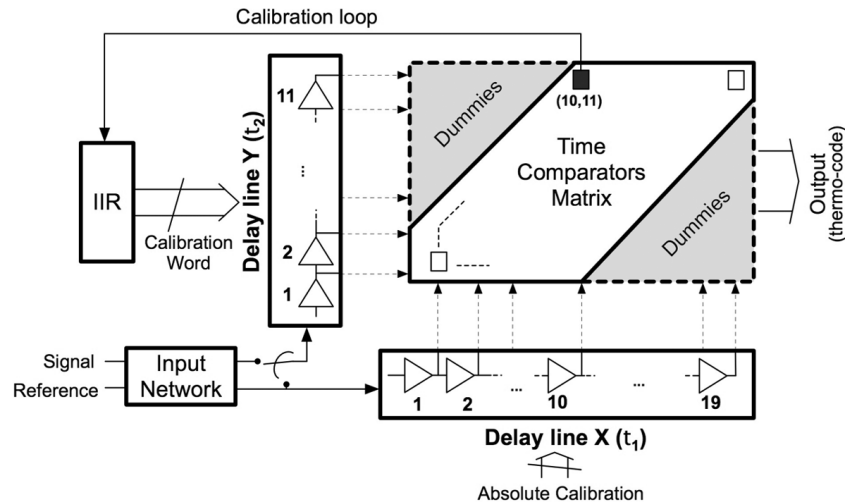 Calibration loop
11
Delay line Y (t2)
...
2
1
Dummies
(10,11)
Time
Comparators
Matrix
Dummies
Output
(thermo-code)
IIR
Calibration
Word
Signal
Reference
Input
Network
1 2 ... 10 ... 19
Delay line X (t1)
Absolute Calibration